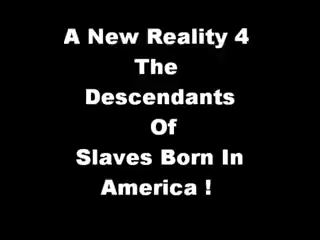 A New Reality 4
The
Descendants
Of
Slaves Born In
America !